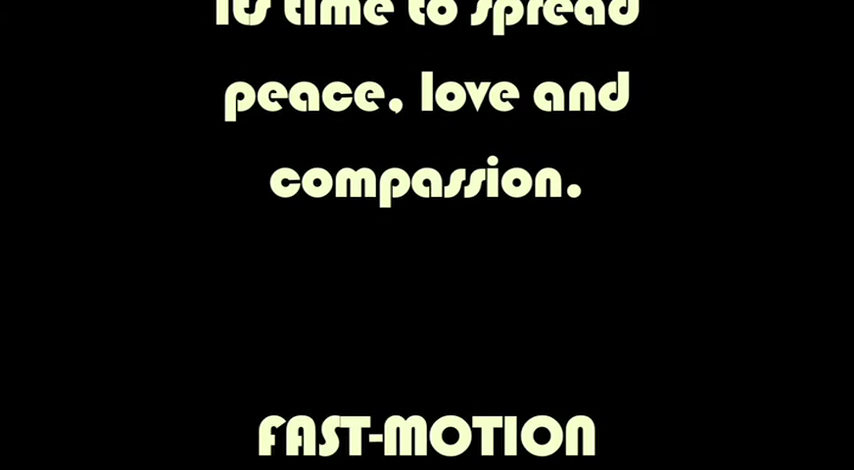 Its time to spread
peace, love and
compassion.
FAST-MOTION